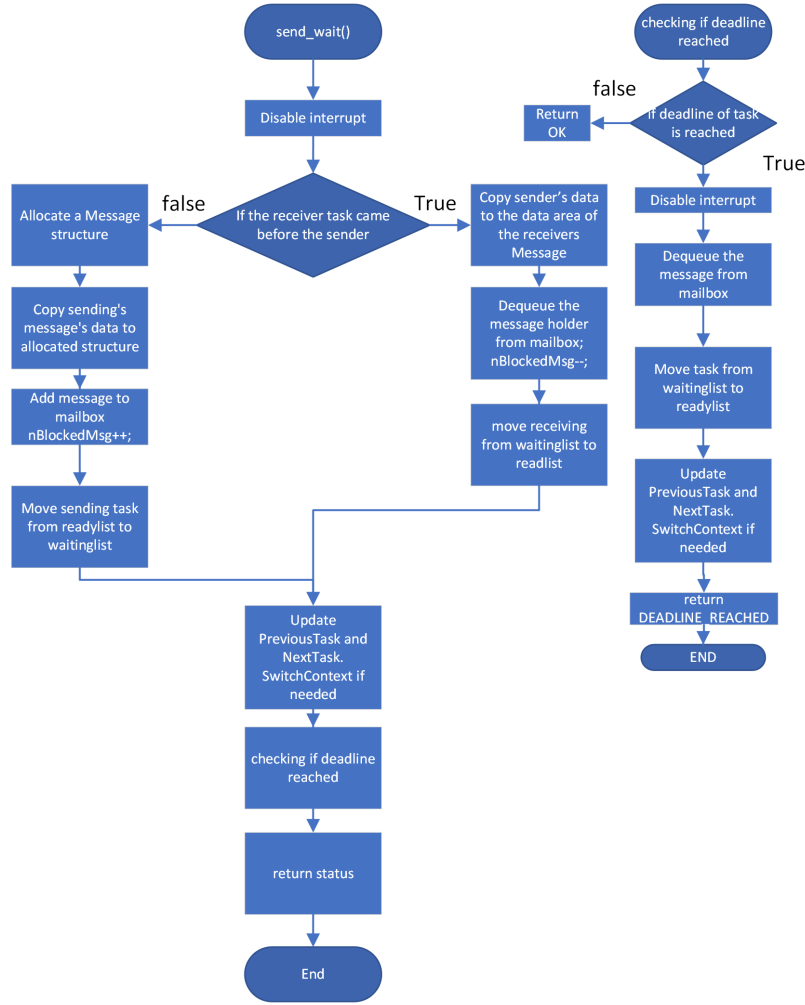 send_wait()
Disable interrupt
If the receiver task came
before the sender
false
True
Allocate a Message
structure
Copy sending's
message's data to
allocated structure
Add message to
mailbox
nBlockedMsg++;
Move sending task
from readylist to
waitinglist
Copy sender's data
to the data area of
the receivers
Message
Dequeue the
message holder
from mailbox;
nBlockedMsg--;
move receiving
from waitinglist to
readlist
Update
PreviousTask and
NextTask.
SwitchContext if
needed
checking if deadline
reached
return status
End
checking if deadline
reached
if deadline of task
is reached
false
Return
OK
True
Disable interrupt
Dequeue the
message from
mailbox
Move task from
waitinglist to
readylist
Update
PreviousTask and
NextTask.
SwitchContext if
needed
return
DEADLINE_REACHED
END